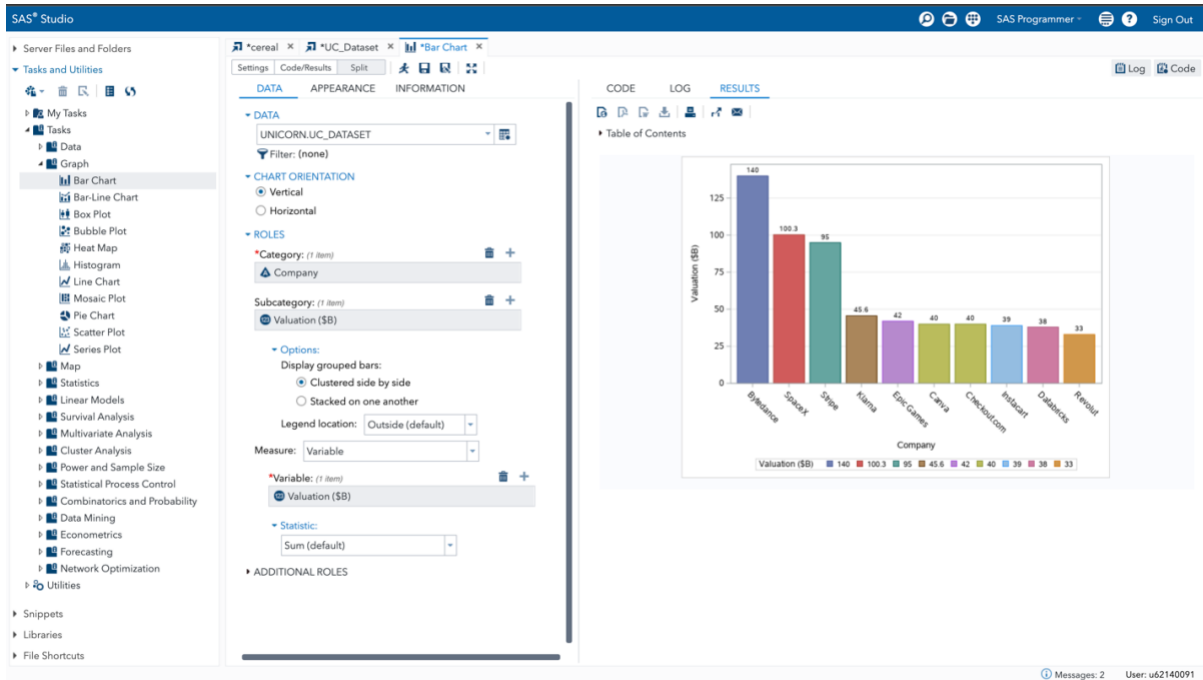 SAS® Studio
SAS Programmer
Sign Out
Server Files and Folders
Tasks and Utilities
My Tasks
Tasks
Data
Graph
Bar Chart
Bar-Line Chart
Box Plot
Bubble Plot
Heat Map
Histogram
Line Chart
Mosaic Plot
Pie Chart
Scatter Plot
Series Plot
Map
Statistics
Linear Models
Survival Analysis
Multivariate Analysis
Cluster Analysis
Power and Sample Size
Statistical Process Control
Combinatorics and Probability
Data Mining
Econometrics
Forecasting
Network Optimization
Utilities
Snippets
Libraries
File Shortcuts
*cereal × *UC_Dataset × *Bar Chart ×
Settings Code/Results Split
Log Code
DATA APPEARANCE INFORMATION
DATA
UNICORN.UC_DATASET
Filter: (none)
CHART ORIENTATION
Vertical
Horizontal
ROLES
*Category: (1 item)
Company
Subcategory: (1 item)
Valuation ($B)
Options:
Display grouped bars:
Clustered side by side
Stacked on one another
Legend location: Outside (default)
Measure: Variable
*Variable: (1 item)
Valuation ($B)
Statistic:
Sum (default)
ADDITIONAL ROLES
CODE LOG RESULTS
Table of Contents
140
100.3
95
45.6
42
40
40
39
38
33
Valuation ($B)
125
100
75
50
25
0
Bytedance
SpaceX
Stripe
Klarna
Epic Games
Canva
Checkout.com
Instacart
Databricks
Revolut
Company
Valuation ($B) 140 100.3 95 45.6 42 40 39 38 33
Messages: 2 User: u62140091